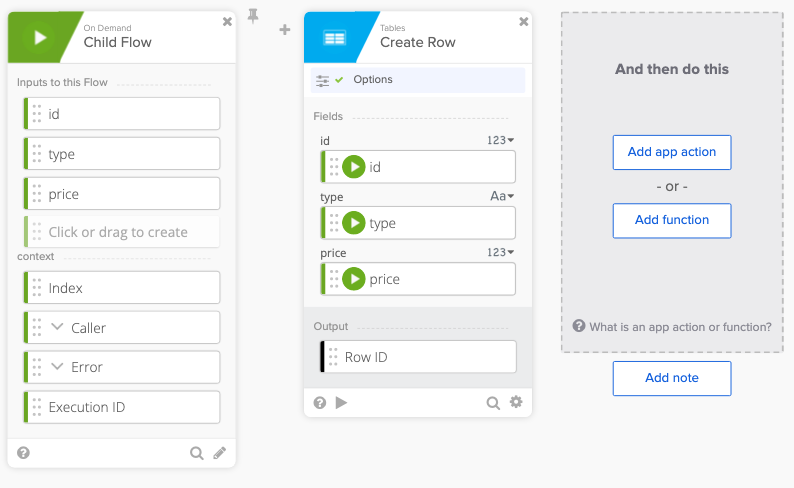 On Demand
Child Flow
Inputs to this Flow
id
type
price
Click or drag to create
context
Index
Caller
Error
Execution ID
Tables
Create Row
Options
Fields
id 123
id
type Aa
type
price 123
price
Output
Row ID
And then do this
Add app action
- or -
Add function
What is an app action or function?
Add note